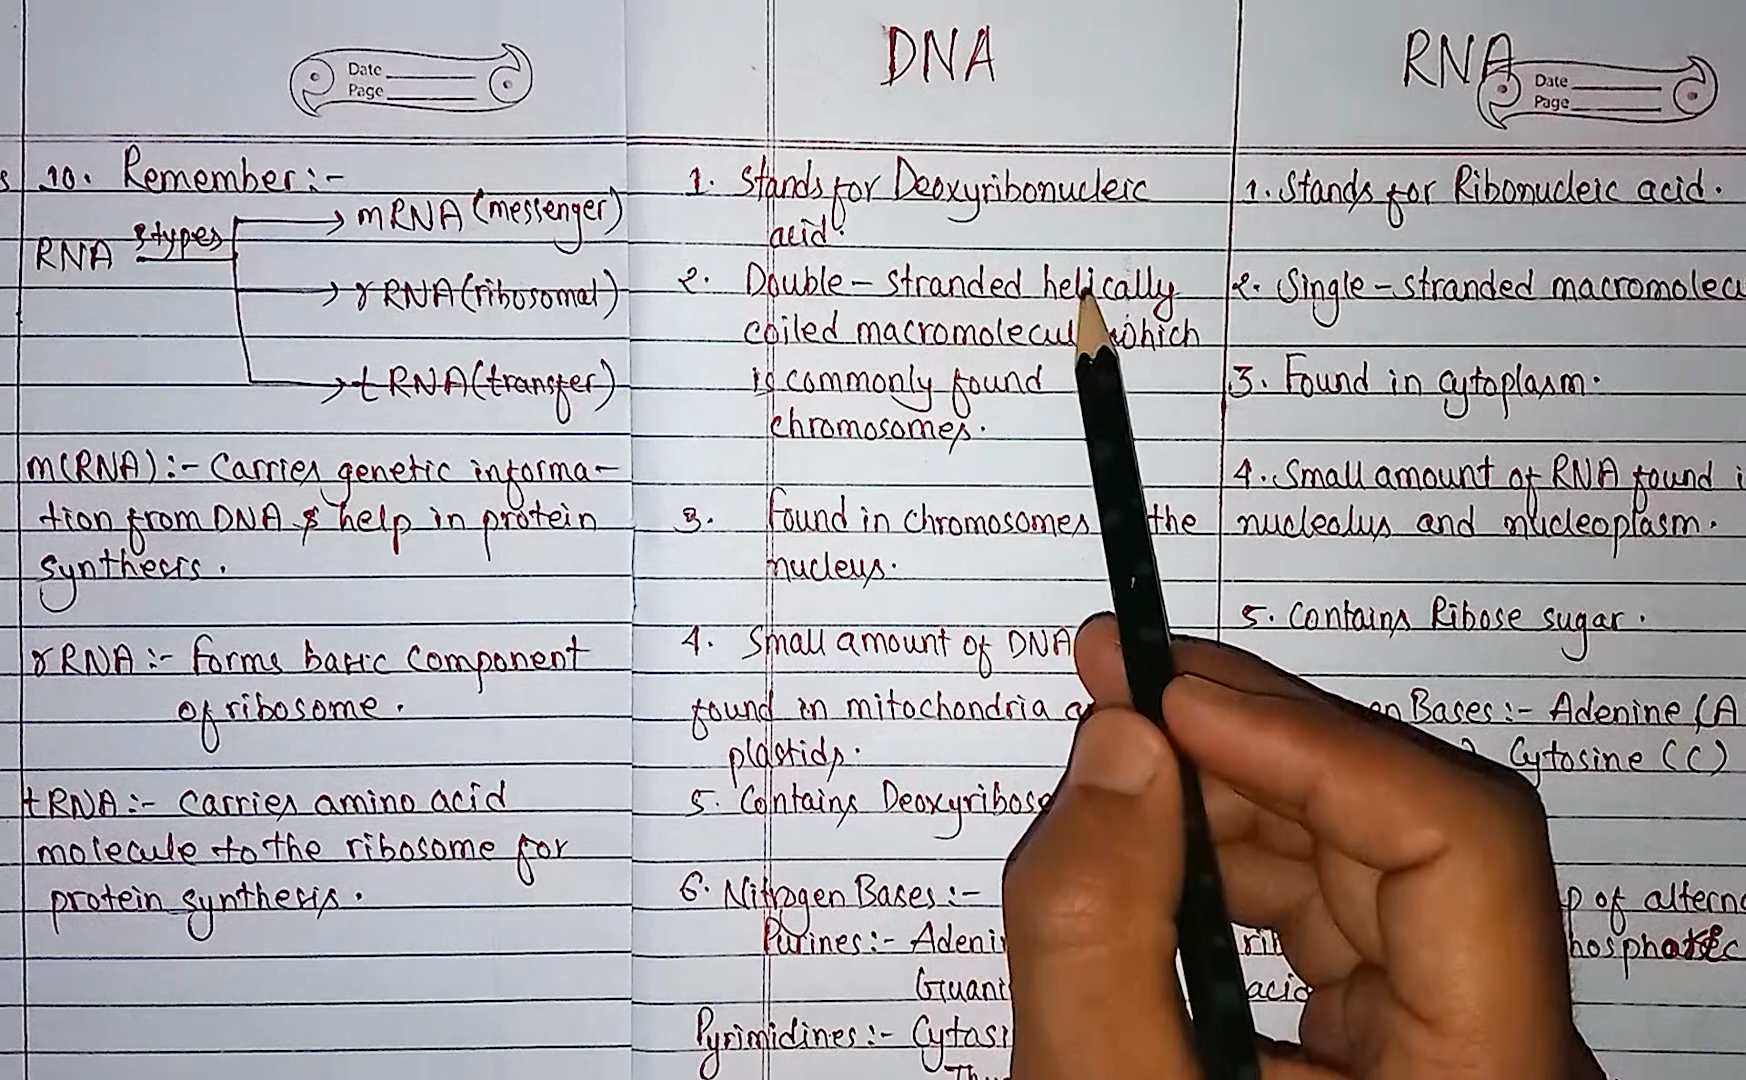 Date
Page
s 10. Remember :-
RNA 3types
mRNA (messenger)
rRNA (ribosomal)
tRNA (transfer)
m(RNA) :- Carries genetic informa-
tion from DNA & help in protein
synthesis.
rRNA :- forms basic component
of ribosome.
tRNA :- Carries amino acid
molecule to the ribosome for
protein synthesis.
DNA
1. Stands for Deoxyribonucleic
acid.
2. Double-stranded helically
coiled macromolecul which
is commonly found
chromosomes.
3. Found in chromosomes the
nucleus.
4. Small amount of DNA
found in mitochondria a
plastids.
5. Contains Deoxyribose
6. Nitrogen Bases :-
Purines :- Adeni
Guani
Pyrimidines :- Cytosi
Thy
RNA
Date
Page
1. Stands for Ribonucleic acid.
2. Single-stranded macromolecu
3. Found in cytoplasm.
4. Small amount of RNA found i
nucleolus and nucleoplasm.
5. Contains Ribose sugar.
en Bases :- Adenine (A
Cytosine (C)
p of alterna
ri hosphate
acid